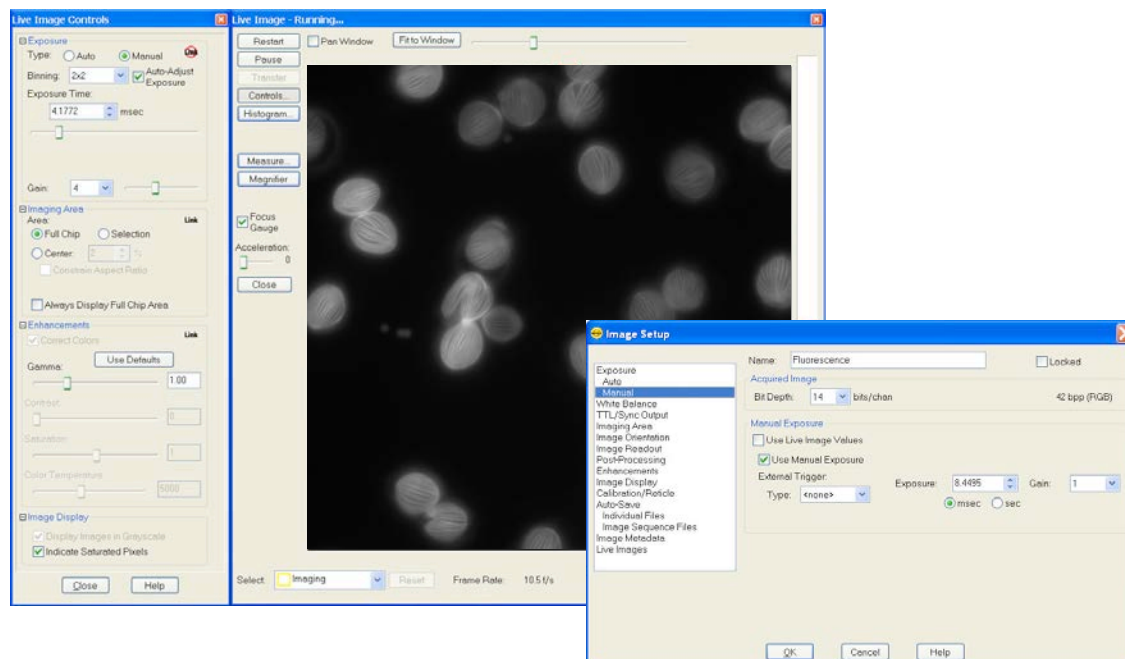 Live Image Controls
Exposure
Type: Auto Manual Link
Binning: 2x2 Auto-Adjust Exposure
Exposure Time:
4.1772 msec
Gain: 4
Imaging Area
Area: Link
Full Chip Selection
Center: 2 %
Constrain Aspect Ratio
Always Display Full Chip Area
Enhancements
Correct Colors Link
Use Defaults
Gamma: 1.00
Contrast: 0
Saturation: 1
Color Temperature
5000
Image Display
Display Images in Grayscale
Indicate Saturated Pixels
Close Help
Live Image - Running...
Restart Pan Window Fit to Window
Pause
Transfer
Controls...
Histogram...
Measure...
Magnifier
Focus
Gauge
Acceleration:
0
Close
Select: Imaging Reset Frame Rate: 10.5 f/s
Image Setup
Exposure
Auto
Manual
White Balance
TTL/Sync Output
Imaging Area
Image Orientation
Image Readout
Post-Processing
Enhancements
Image Display
Calibration/Reticle
Auto-Save
Individual Files
Image Sequence Files
Image Metadata
Live Images
Name: Fluorescence Locked
Acquired Image
Bit Depth: 14 bits/chan 42 bpp (RGB)
Manual Exposure
Use Live Image Values
Use Manual Exposure
External Trigger:
Type: <none> Exposure: 8.4495 Gain: 1
msec sec
OK Cancel Help